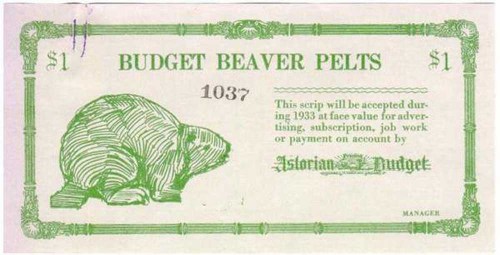 $1 BUDGET BEAVER PELTS $1
1037
This scrip will be accepted dur-
ing 1933 at face value for adver-
tising, subscription, job work
or payment on account by
Astorian Budget
MANAGER